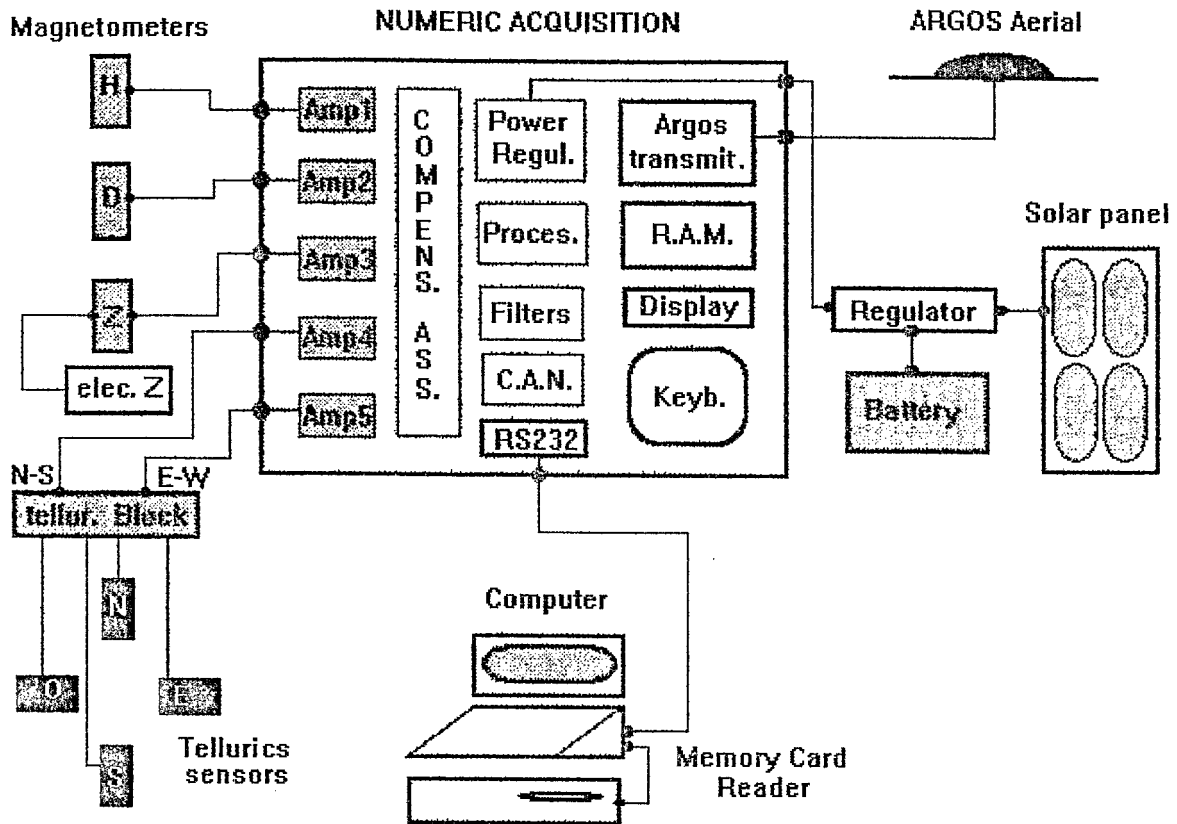 Magnetometers
NUMERIC ACQUISITION
ARGOS Aerial
H
D
Z
elec. Z
Amp1
Amp2
Amp3
Amp4
Amp5
COMPENS. ASS.
Power
Regul.
Proces.
Filters
C.A.N.
RS232
Argos
transmit.
R.A.M.
Display
Keyb.
Solar panel
Regulator
Battery
N-S
E-W
tellur. Block
N
O
E
S
Tellurics
sensors
Computer
Memory Card
Reader